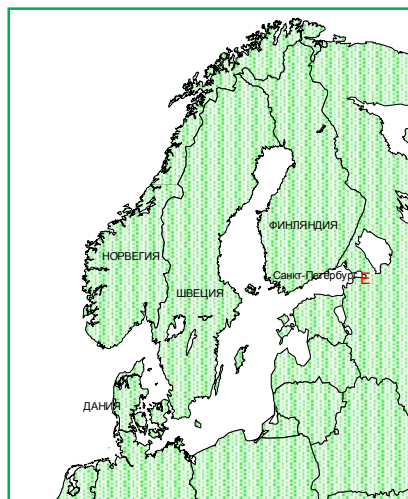 ФИНЛЯНДИЯ
НОРВЕГИЯ
Санкт-Петербург
E
ШВЕЦИЯ
ДАНИЯ